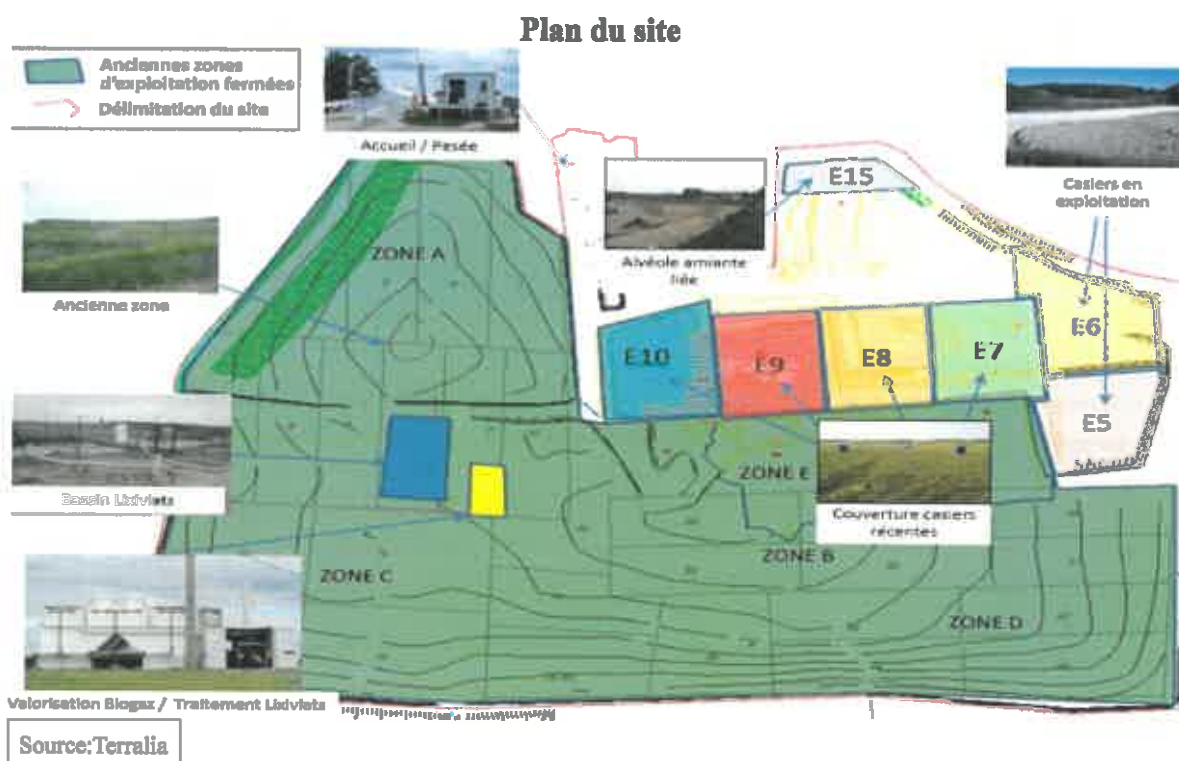 Plan du site
Anciennes zones
d'exploitation fermées
Délimitation du site
Accueil / Pesée
E15
Casiers en
exploitation
ZONE A
Alvéole amiante
liée
Ancienne zone
E10
E9
E8
E7
E6
E5
Bassin Lixiviats
ZONE E
Couverture casiers
récentes
ZONE B
ZONE C
ZONE D
Valorisation Biogaz / Traitement Lixiviats
Source:Terralia